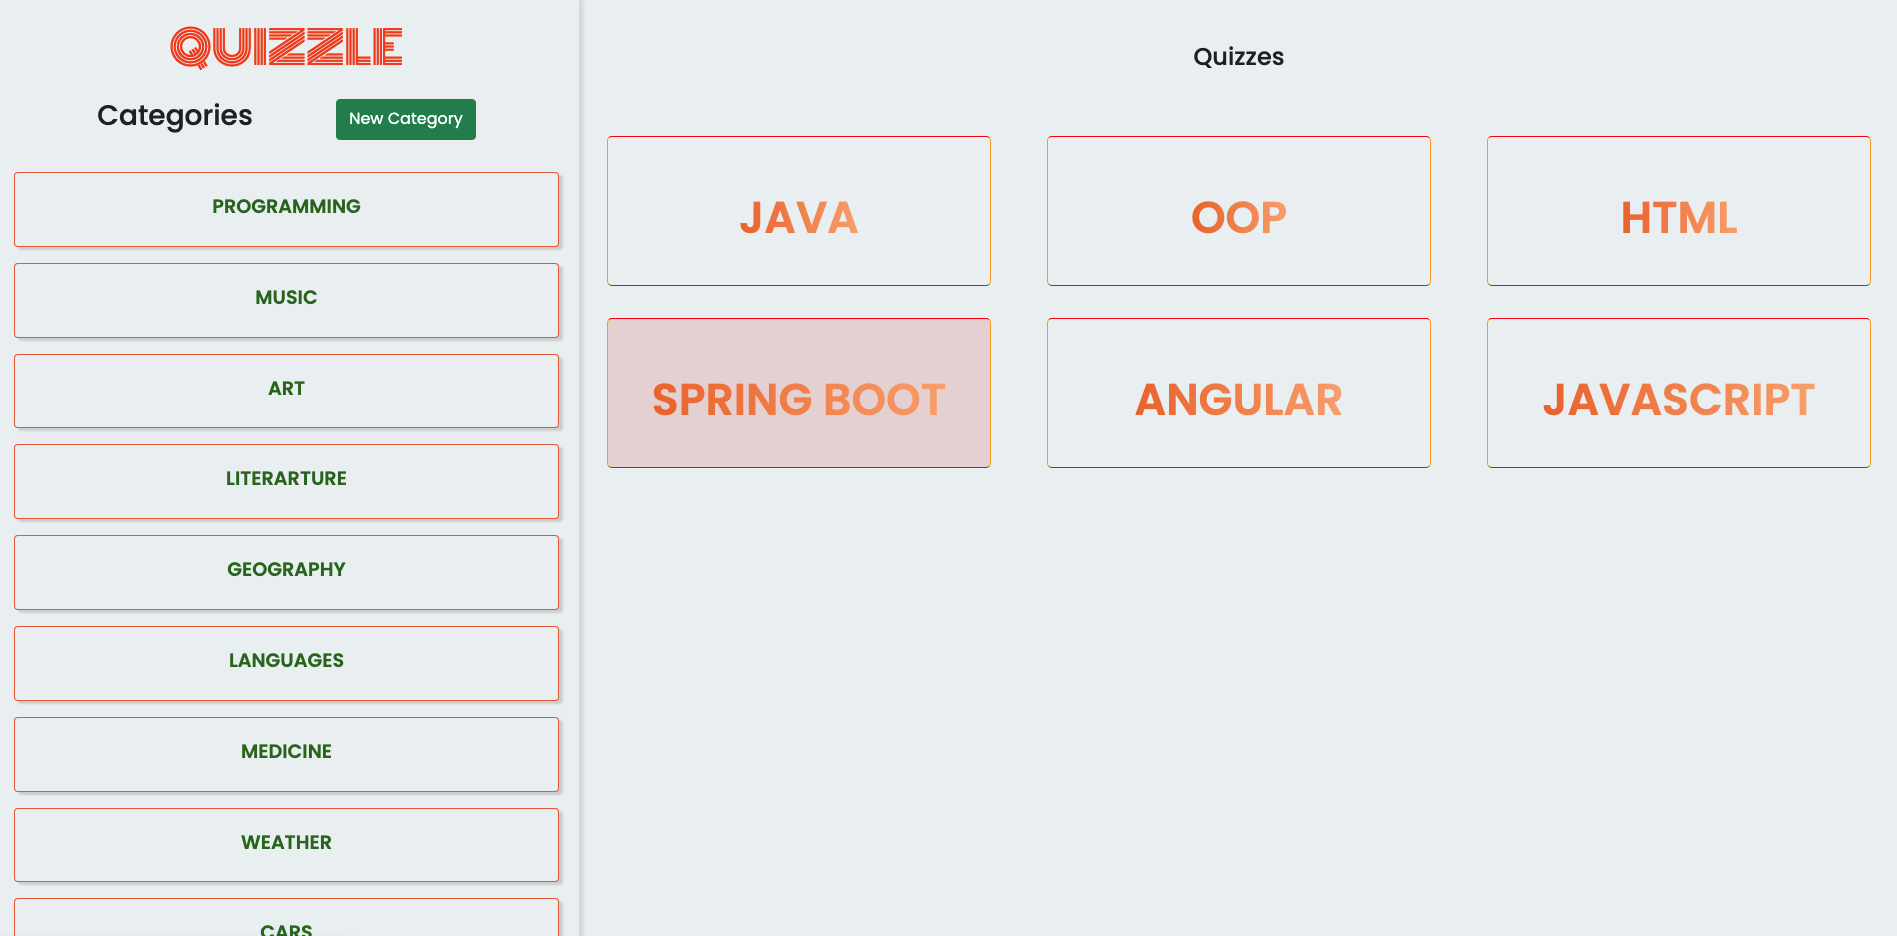 QUIZZLE
Categories
New Category
PROGRAMMING
MUSIC
ART
LITERARTURE
GEOGRAPHY
LANGUAGES
MEDICINE
WEATHER
CARS
Quizzes
JAVA
OOP
HTML
SPRING BOOT
ANGULAR
JAVASCRIPT